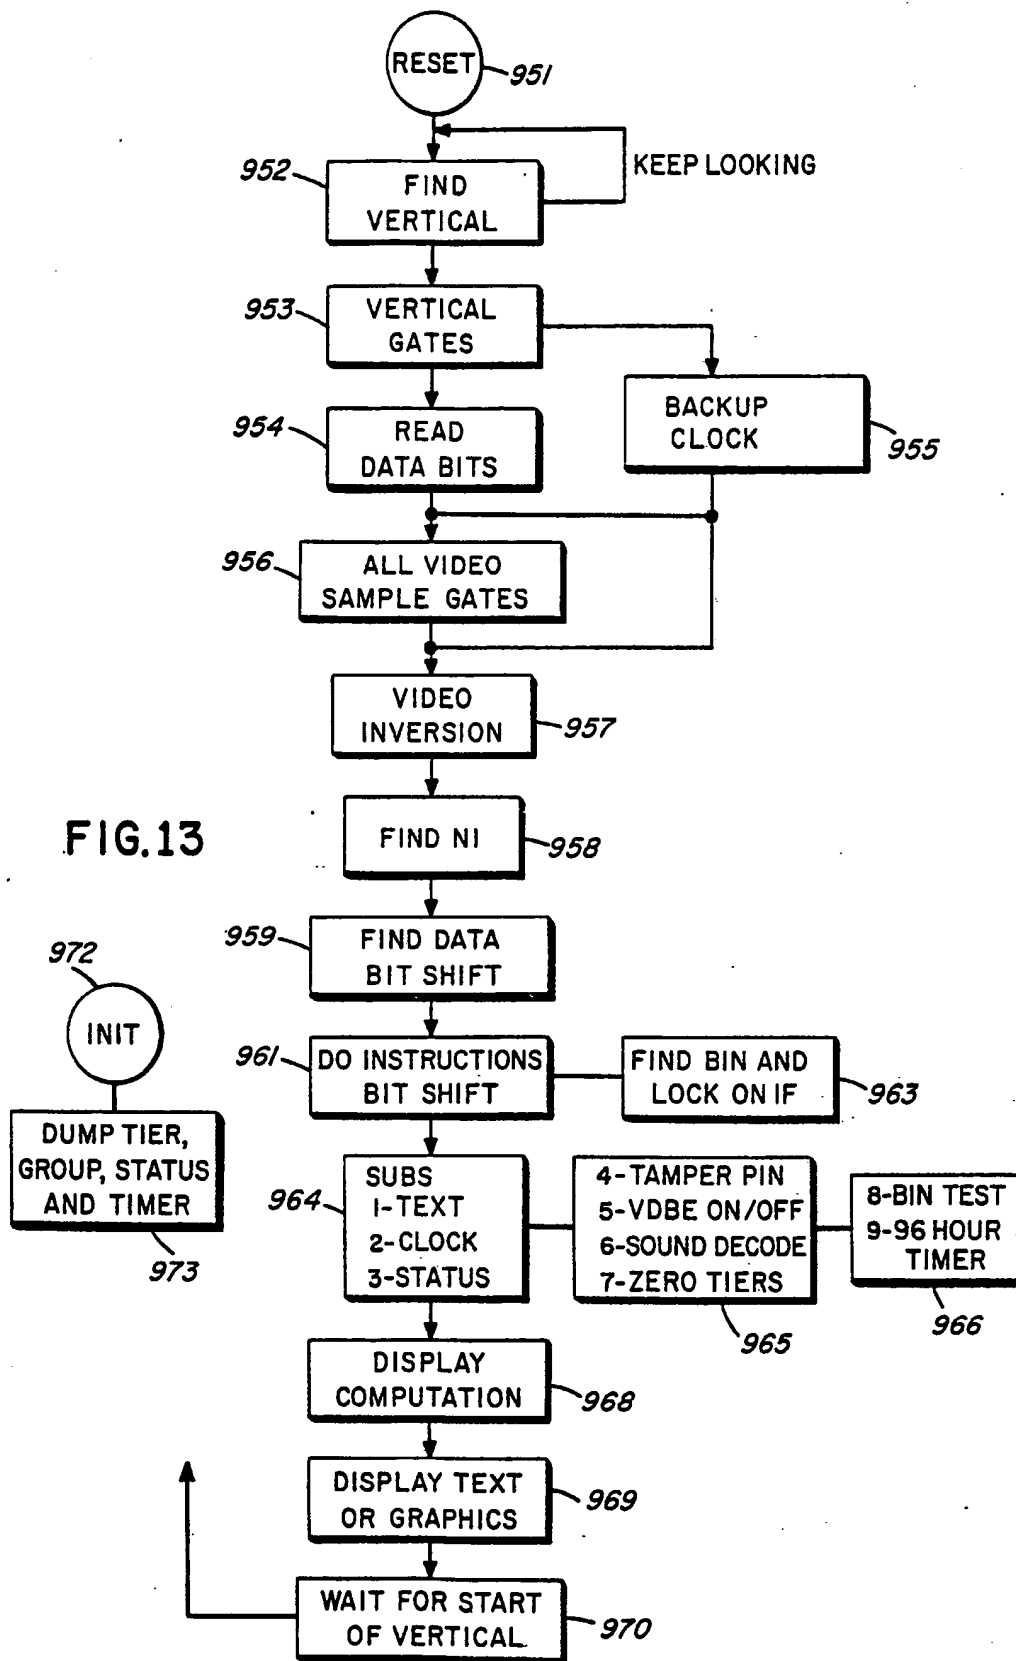 RESET
951
KEEP LOOKING
952
FIND
VERTICAL
953
VERTICAL
GATES
954
READ
DATA BITS
BACKUP
CLOCK
955
956
ALL VIDEO
SAMPLE GATES
VIDEO
INVERSION
957
FIG.13
FIND N1
958
959
FIND DATA
BIT SHIFT
972
INIT
961
DO INSTRUCTIONS
BIT SHIFT
FIND BIN AND
LOCK ON IF
963
DUMP TIER,
GROUP, STATUS
AND TIMER
973
964
SUBS
1-TEXT
2-CLOCK
3-STATUS
4-TAMPER PIN
5-VDBE ON/OFF
6-SOUND DECODE
7-ZERO TIERS
965
8-BIN TEST
9-96 HOUR
TIMER
966
DISPLAY
COMPUTATION
968
DISPLAY TEXT
OR GRAPHICS
969
WAIT FOR START
OF VERTICAL
970